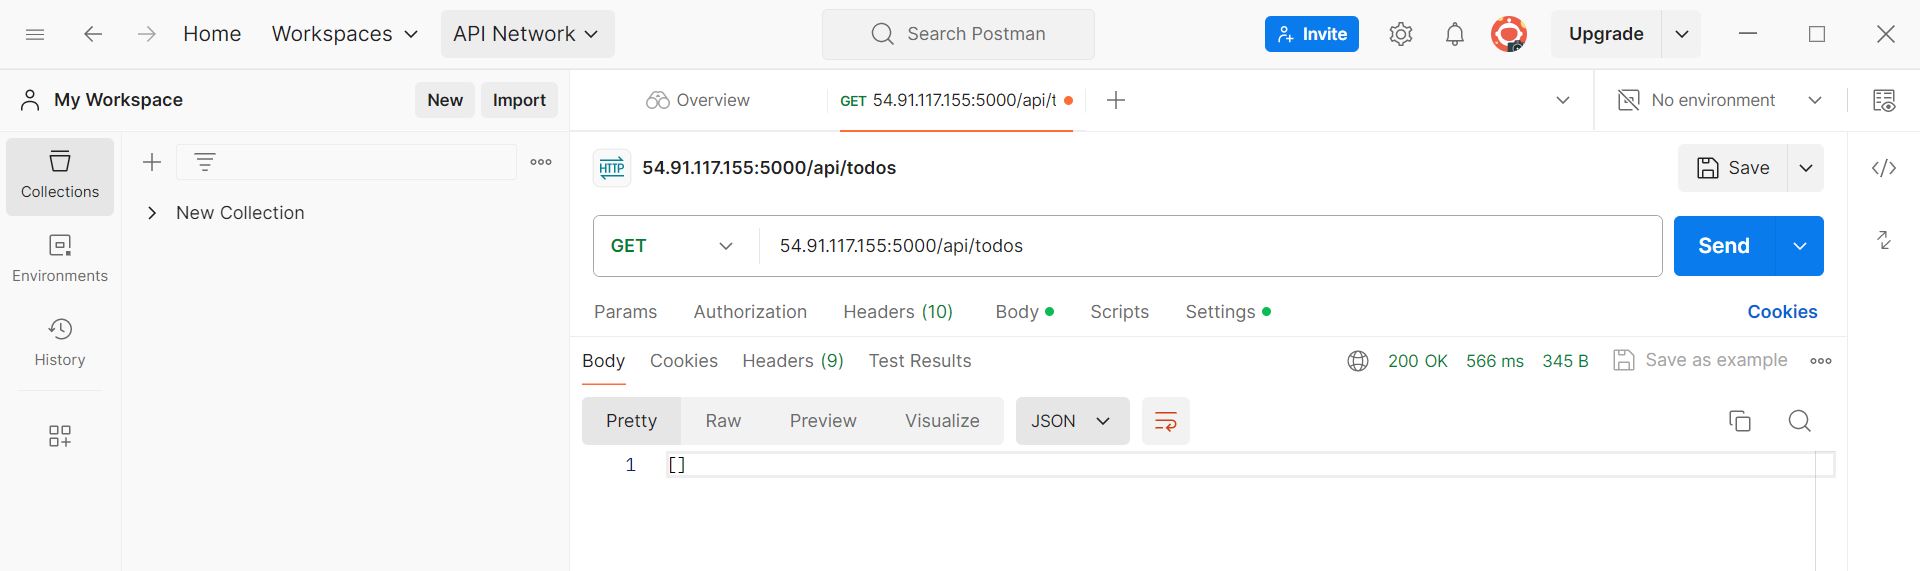 Home Workspaces API Network Search Postman Invite Upgrade
My Workspace New Import Overview GET 54.91.117.155:5000/api/t No environment
Collections
HTTP 54.91.117.155:5000/api/todos Save
New Collection
Environments
GET 54.91.117.155:5000/api/todos Send
Params Authorization Headers (10) Body Scripts Settings Cookies
History
Body Cookies Headers (9) Test Results 200 OK 566 ms 345 B Save as example
Pretty Raw Preview Visualize JSON
1 []